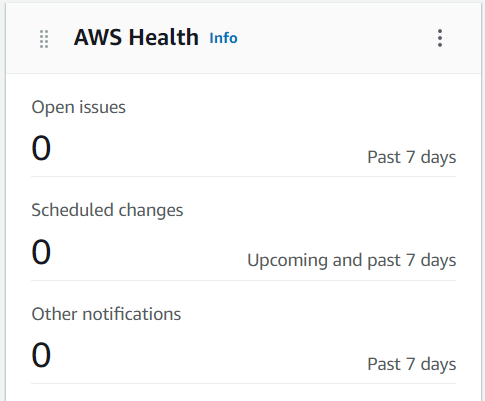 AWS Health Info
Open issues
0
Past 7 days
Scheduled changes
0
Upcoming and past 7 days
Other notifications
0
Past 7 days